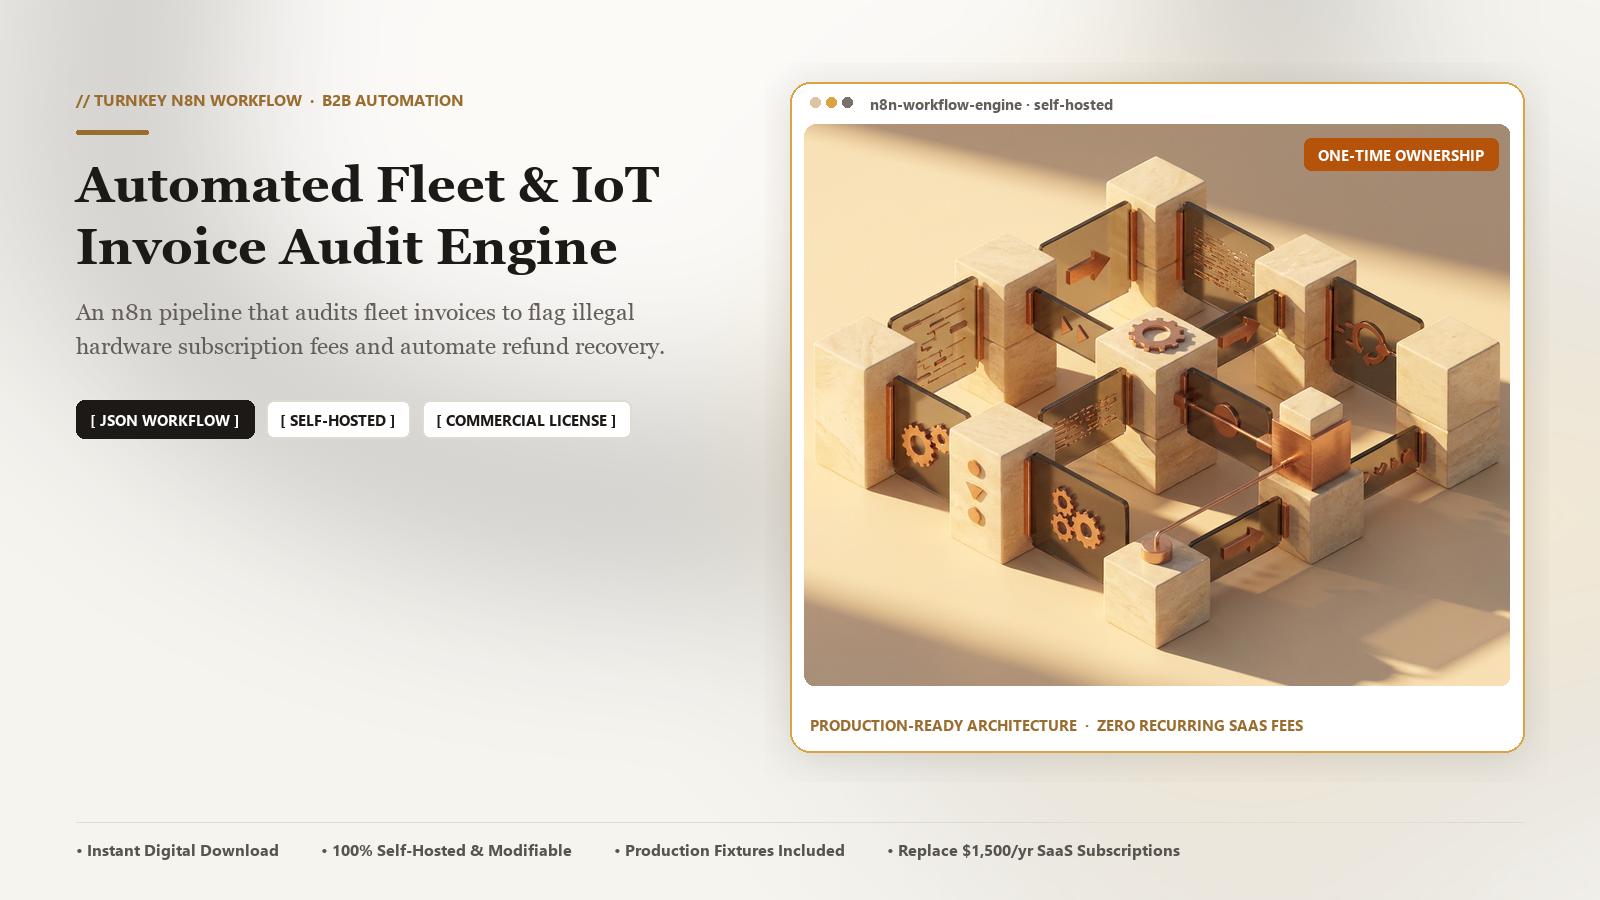 // TURNKEY N8N WORKFLOW · B2B AUTOMATION
Automated Fleet & IoT
Invoice Audit Engine
An n8n pipeline that audits fleet invoices to flag illegal
hardware subscription fees and automate refund recovery.
[ JSON WORKFLOW ]
[ SELF-HOSTED ]
[ COMMERCIAL LICENSE ]
n8n-workflow-engine · self-hosted
ONE-TIME OWNERSHIP
PRODUCTION-READY ARCHITECTURE · ZERO RECURRING SAAS FEES
• Instant Digital Download
• 100% Self-Hosted & Modifiable
• Production Fixtures Included
• Replace $1,500/yr SaaS Subscriptions